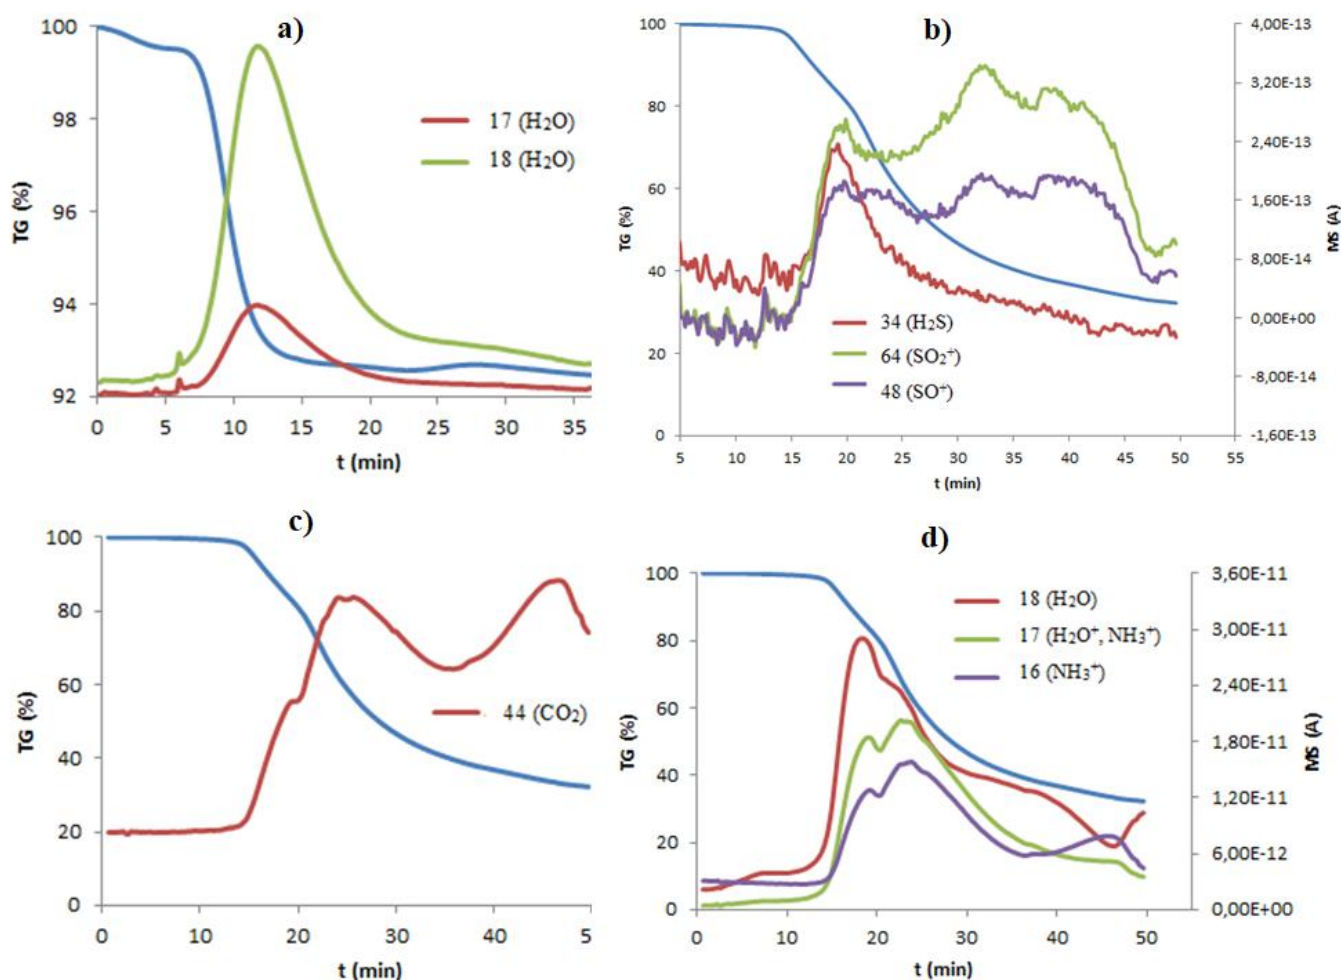 a)
100
98
96
94
92
TG (%)
0 5 10 15 20 25 30 35
t (min)
17 (H2O)
18 (H2O)
b)
100
80
60
40
20
0
TG (%)
5 10 15 20 25 30 35 40 45 50 55
t (min)
4,00E-13
3,20E-13
2,40E-13
1,60E-13
8,00E-14
0,00E+00
-8,00E-14
-1,60E-13
MS (A)
34 (H2S)
64 (SO2+)
48 (SO+)
c)
100
80
60
40
20
0
TG (%)
0 10 20 30 40 50
t (min)
44 (CO2)
d)
100
80
60
40
20
0
TG (%)
0 10 20 30 40 50
t (min)
3,60E-11
3,00E-11
2,40E-11
1,80E-11
1,20E-11
6,00E-12
0,00E+00
MS (A)
18 (H2O)
17 (H2O+, NH3+)
16 (NH3+)